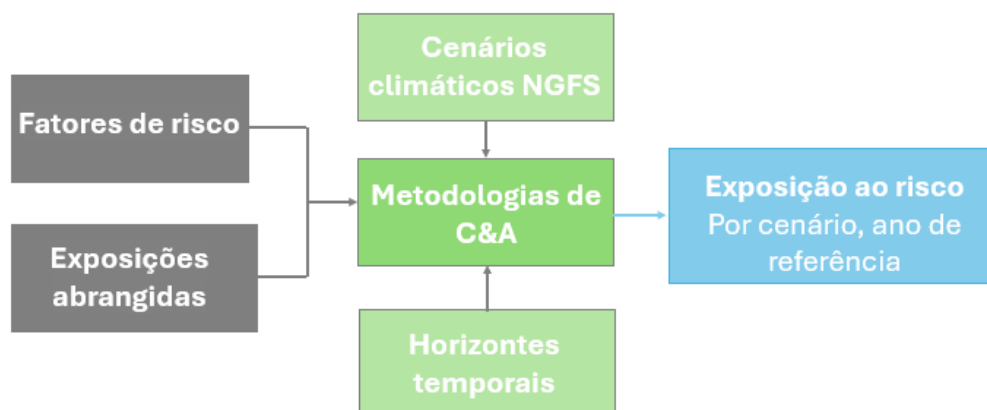 Cenários
climáticos NGFS
Fatores de risco
Metodologias de
C&A
Exposição ao risco
Por cenário, ano de
referência
Exposições
abrangidas
Horizontes
temporais